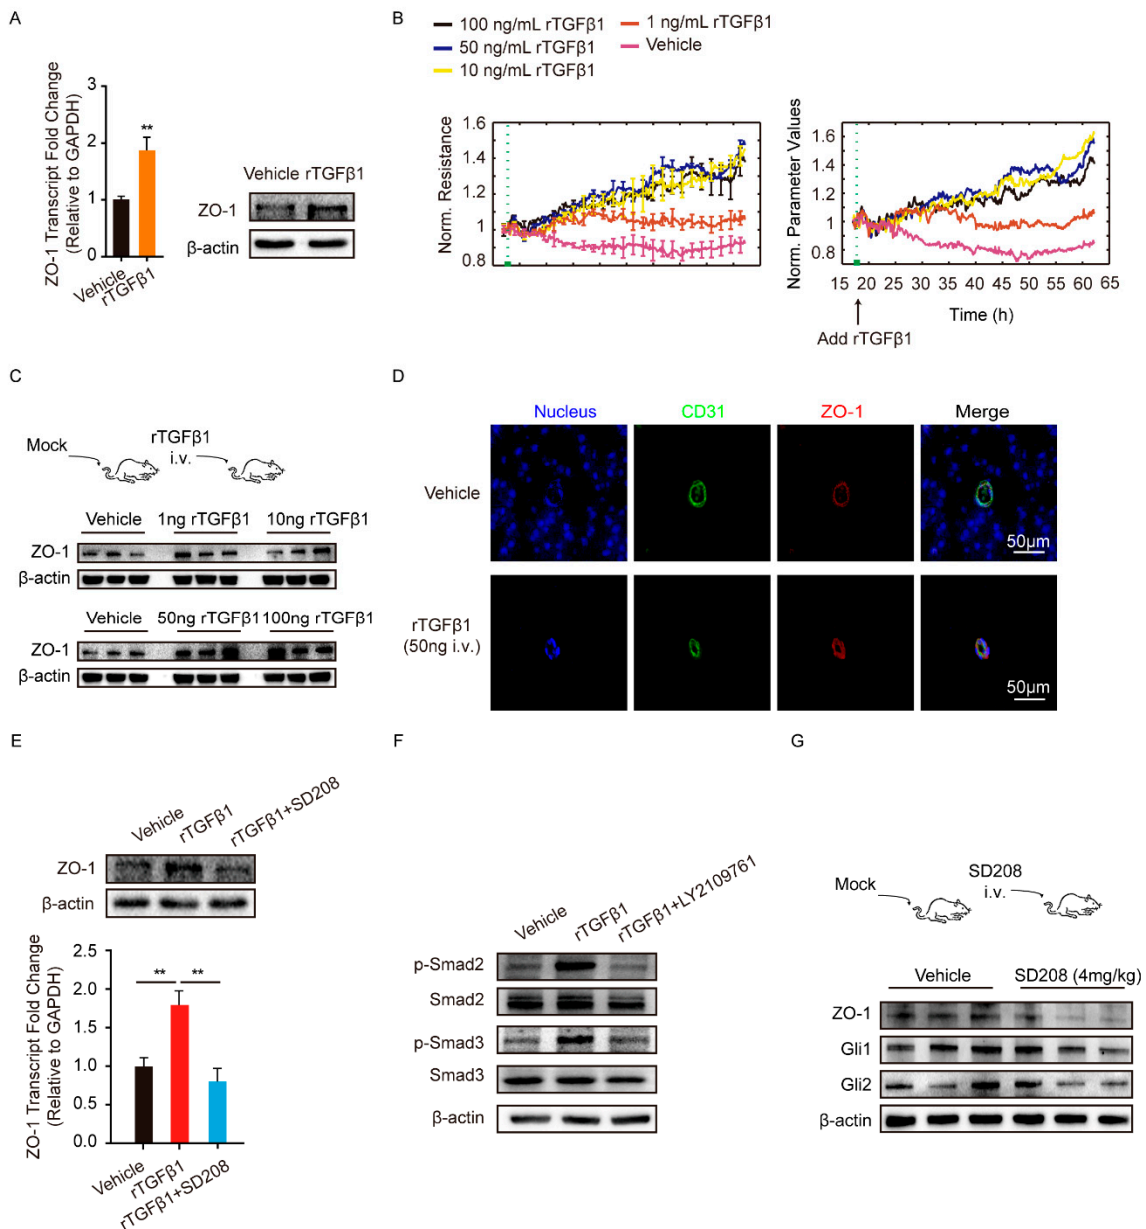 A
ZO-1 Transcript Fold Change
(Relative to GAPDH)
3
2
1
0
**
Vehicle
rTGFβ1
Vehicle rTGFβ1
ZO-1
β-actin
B
100 ng/mL rTGFβ1
50 ng/mL rTGFβ1
10 ng/mL rTGFβ1
1 ng/mL rTGFβ1
Vehicle
Norm. Resistance
1.6
1.4
1.2
1
0.8
Norm. Parameter Values
1.6
1.4
1.2
1
0.8
15 20 25 30 35 40 45 50 55 60 65
Time (h)
Add rTGFβ1
C
Mock
rTGFβ1
i.v.
Vehicle 1ng rTGFβ1 10ng rTGFβ1
ZO-1
β-actin
Vehicle 50ng rTGFβ1 100ng rTGFβ1
ZO-1
β-actin
D
Nucleus CD31 ZO-1 Merge
Vehicle
50μm
rTGFβ1
(50ng i.v.)
50μm
E
Vehicle
rTGFβ1
rTGFβ1+SD208
ZO-1
β-actin
ZO-1 Transcript Fold Change
(Relative to GAPDH)
2.5
2.0
1.5
1.0
0.5
0.0
** **
Vehicle
rTGFβ1
rTGFβ1+SD208
F
Vehicle
rTGFβ1
rTGFβ1+LY2109761
p-Smad2
Smad2
p-Smad3
Smad3
β-actin
G
Mock
SD208
i.v.
Vehicle SD208 (4mg/kg)
ZO-1
Gli1
Gli2
β-actin